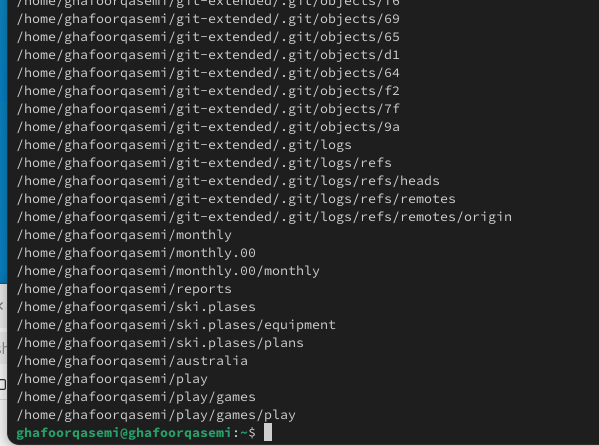 /home/ghafoorqasemi/git-extended/.git/objects/f6
/home/ghafoorqasemi/git-extended/.git/objects/69
/home/ghafoorqasemi/git-extended/.git/objects/65
/home/ghafoorqasemi/git-extended/.git/objects/d1
/home/ghafoorqasemi/git-extended/.git/objects/64
/home/ghafoorqasemi/git-extended/.git/objects/f2
/home/ghafoorqasemi/git-extended/.git/objects/7f
/home/ghafoorqasemi/git-extended/.git/objects/9a
/home/ghafoorqasemi/git-extended/.git/logs
/home/ghafoorqasemi/git-extended/.git/logs/refs
/home/ghafoorqasemi/git-extended/.git/logs/refs/heads
/home/ghafoorqasemi/git-extended/.git/logs/refs/remotes
/home/ghafoorqasemi/git-extended/.git/logs/refs/remotes/origin
/home/ghafoorqasemi/monthly
/home/ghafoorqasemi/monthly.00
/home/ghafoorqasemi/monthly.00/monthly
/home/ghafoorqasemi/reports
/home/ghafoorqasemi/ski.plases
/home/ghafoorqasemi/ski.plases/equipment
/home/ghafoorqasemi/ski.plases/plans
/home/ghafoorqasemi/australia
/home/ghafoorqasemi/play
/home/ghafoorqasemi/play/games
/home/ghafoorqasemi/play/games/play
ghafoorqasemi@ghafoorqasemi:~$